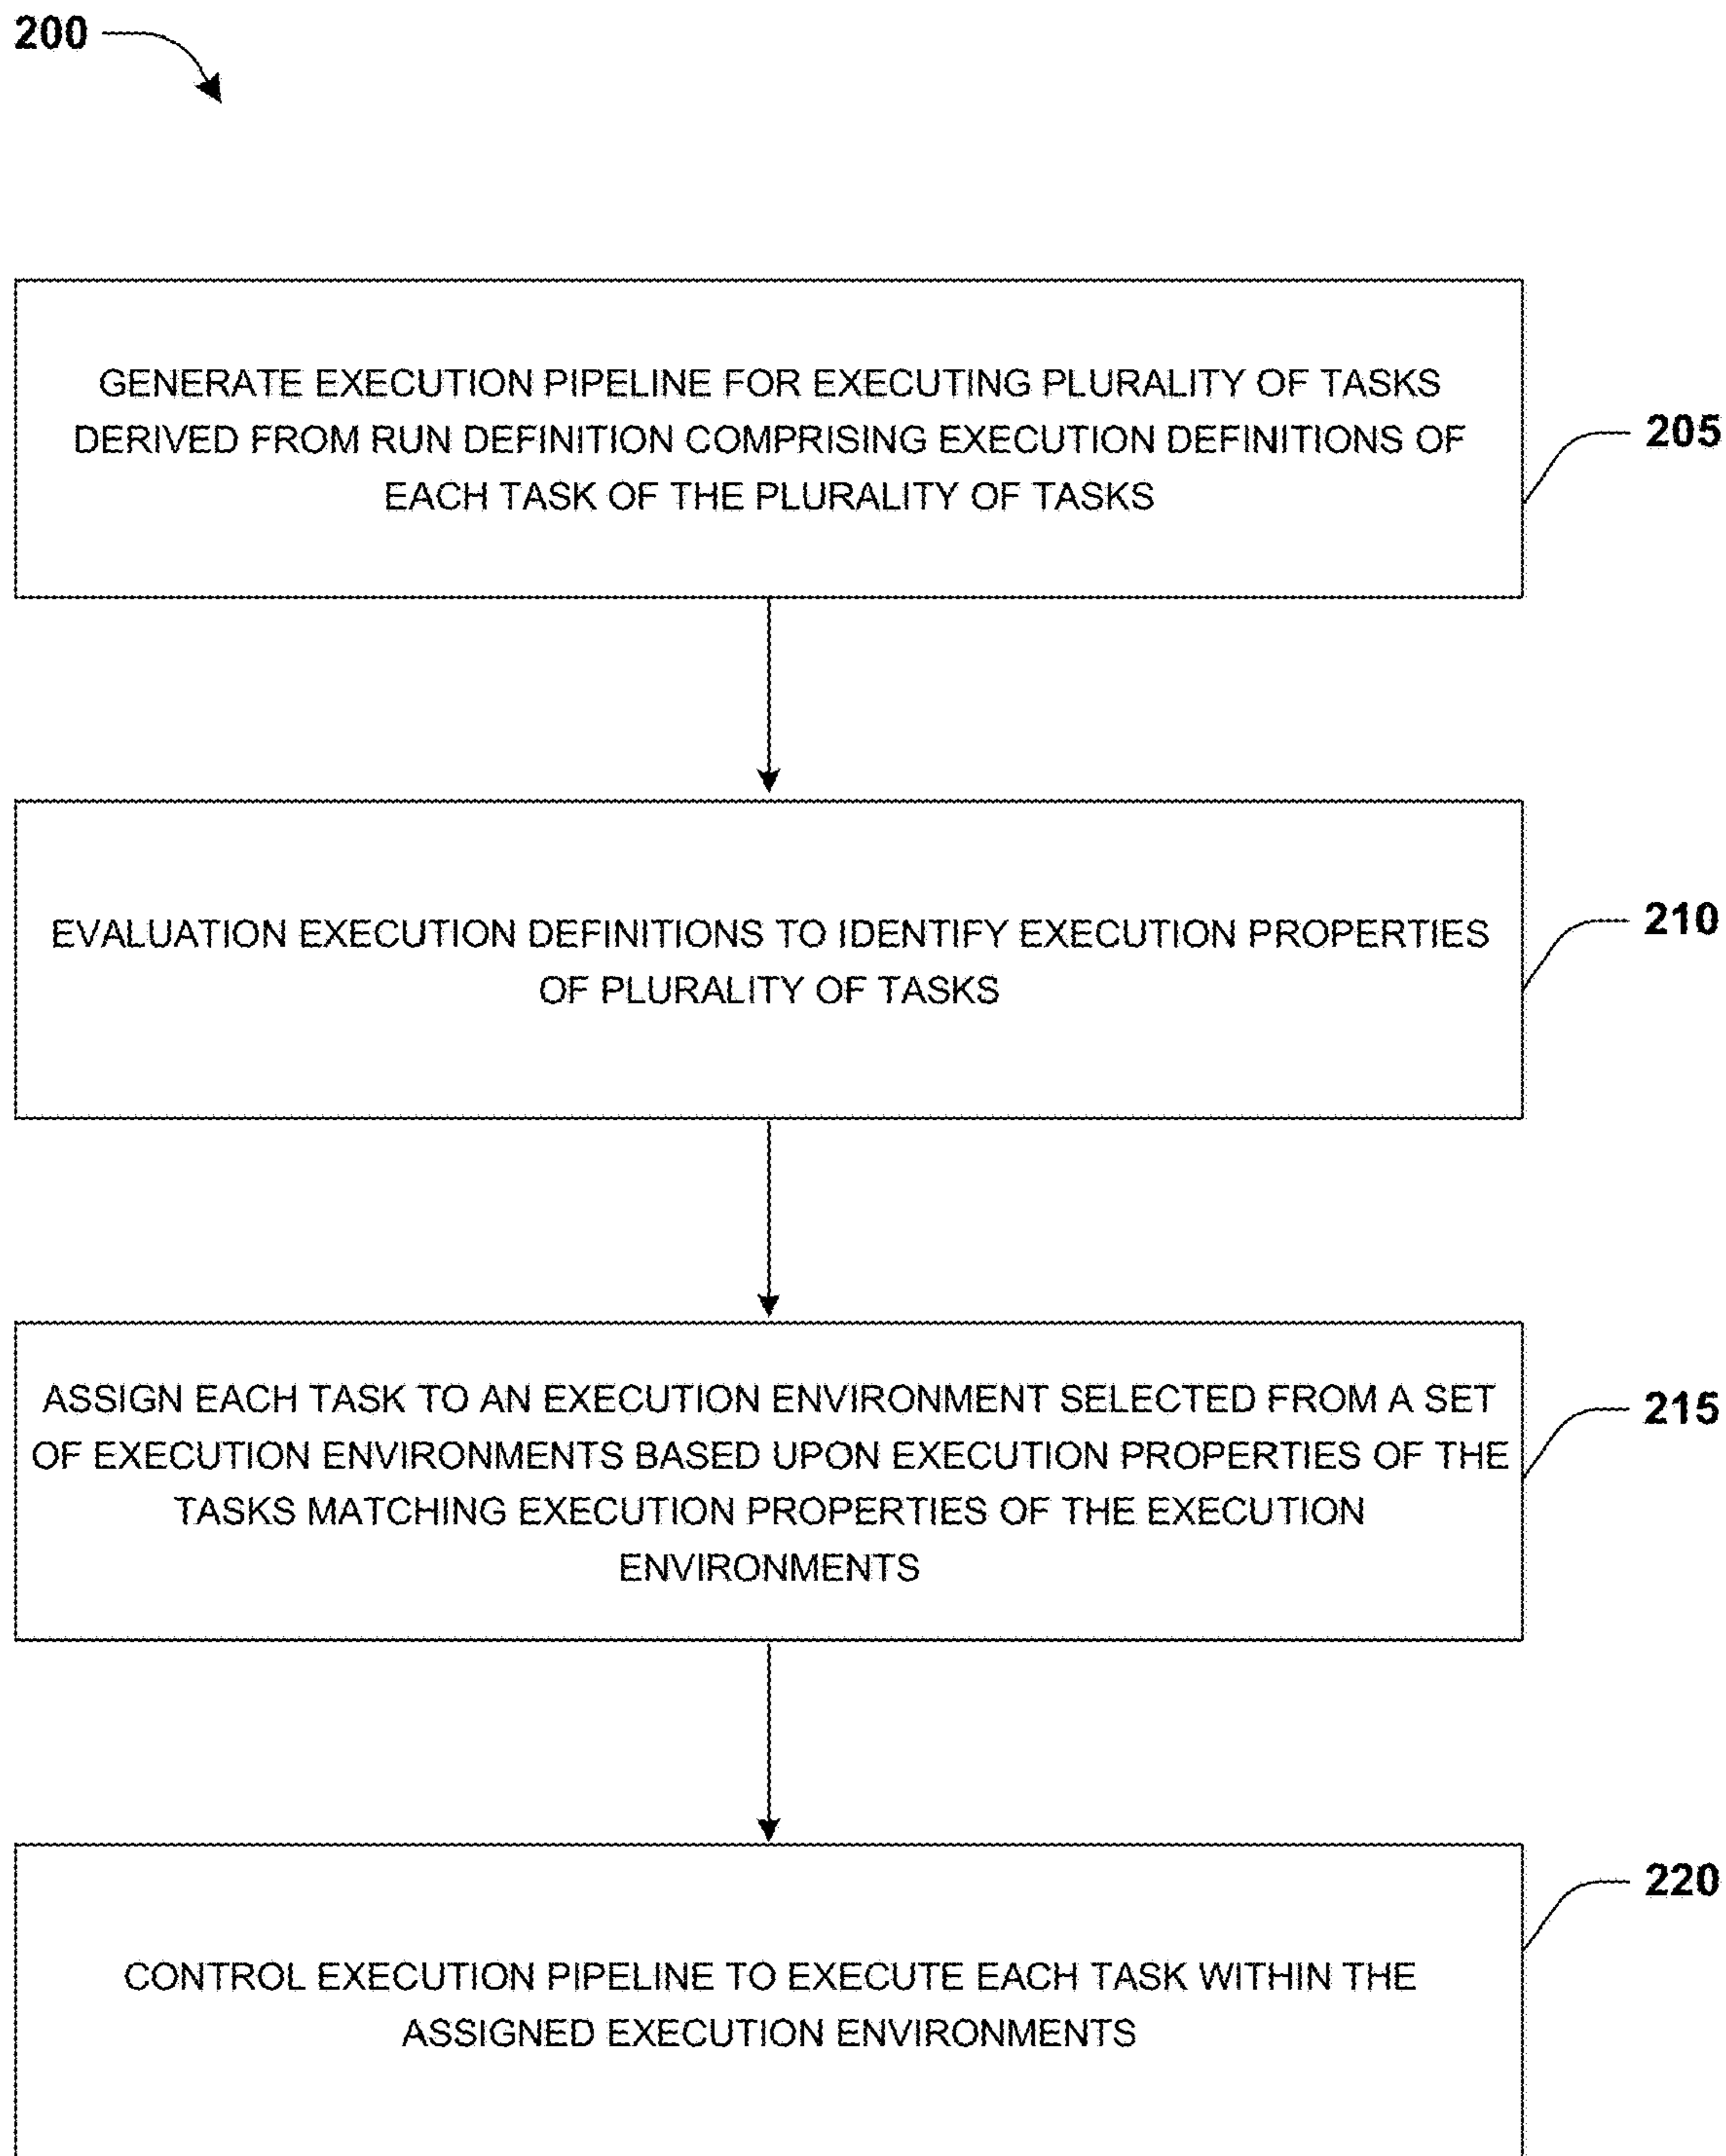 200
GENERATE EXECUTION PIPELINE FOR EXECUTING PLURALITY OF TASKS
DERIVED FROM RUN DEFINITION COMPRISING EXECUTION DEFINITIONS OF
EACH TASK OF THE PLURALITY OF TASKS
205
EVALUATION EXECUTION DEFINITIONS TO IDENTIFY EXECUTION PROPERTIES
OF PLURALITY OF TASKS
210
ASSIGN EACH TASK TO AN EXECUTION ENVIRONMENT SELECTED FROM A SET
OF EXECUTION ENVIRONMENTS BASED UPON EXECUTION PROPERTIES OF THE
TASKS MATCHING EXECUTION PROPERTIES OF THE EXECUTION
ENVIRONMENTS
215
CONTROL EXECUTION PIPELINE TO EXECUTE EACH TASK WITHIN THE
ASSIGNED EXECUTION ENVIRONMENTS
220